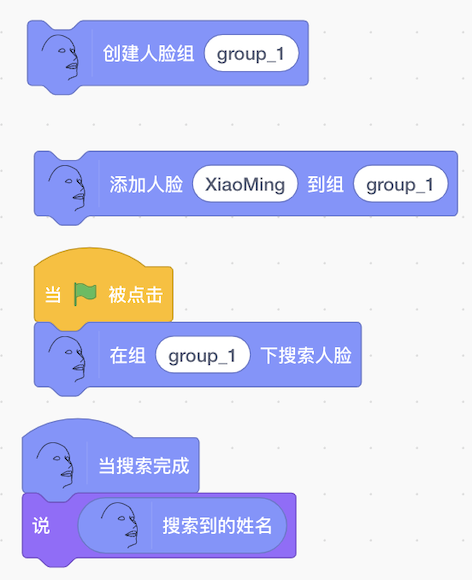 创建人脸组 group_1
添加人脸 XiaoMing 到组 group_1
当 被点击
在组 group_1 下搜索人脸
当搜索完成
说 搜索到的姓名